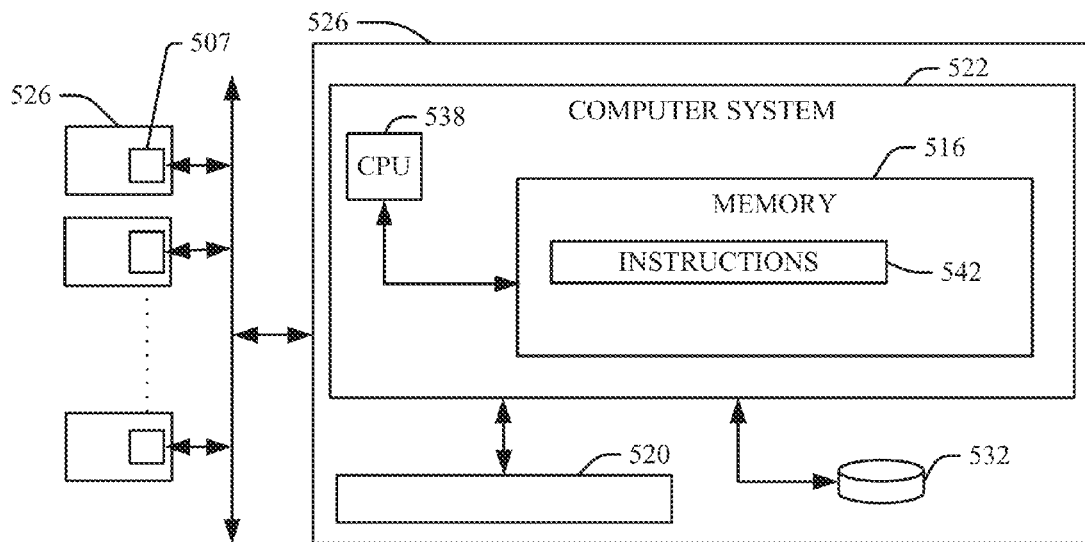 526
507
522
526
COMPUTER SYSTEM
538
CPU
516
MEMORY
INSTRUCTIONS
542
520
532